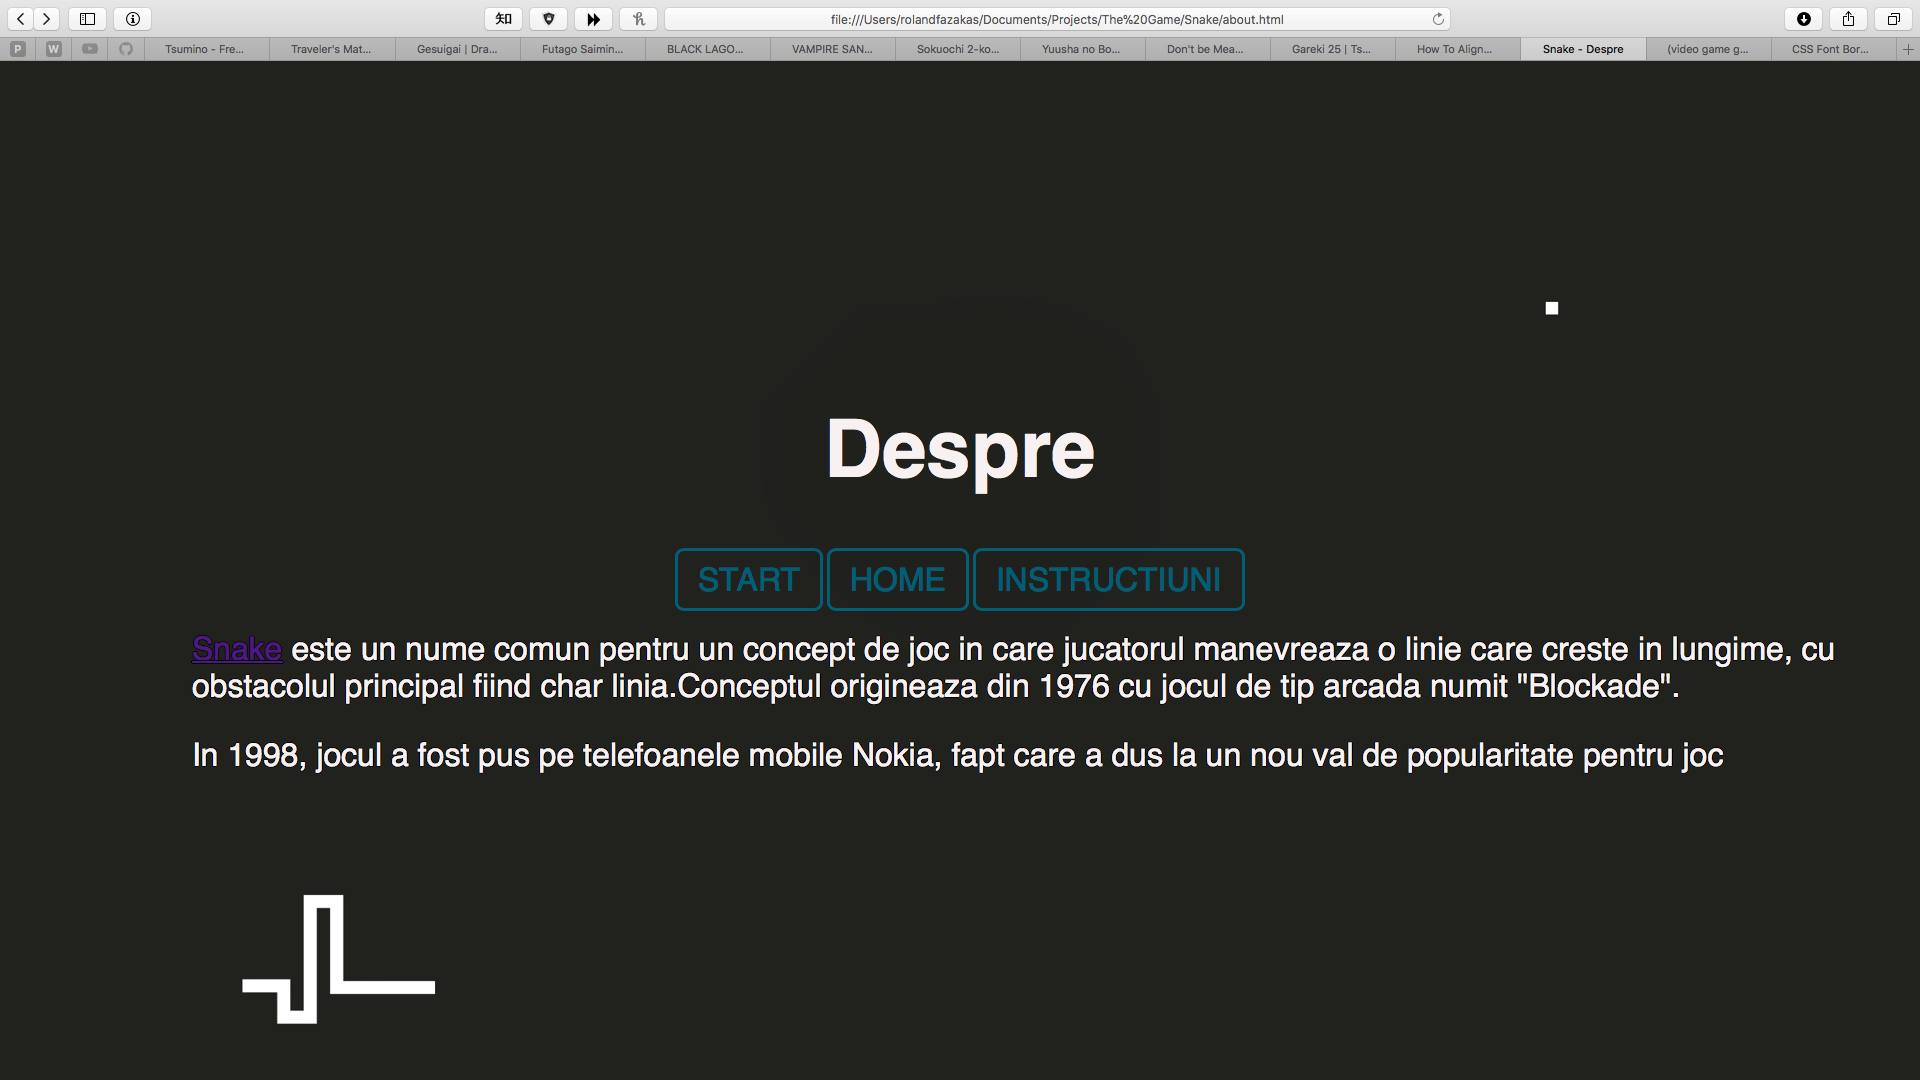 知
file:///Users/rolandfazakas/Documents/Projects/The%20Game/Snake/about.html
P
W
Tsumino - Fre...
Traveler's Mat...
Gesuigai | Dra...
Futago Saimin...
BLACK LAGO...
VAMPIRE SAN...
Sokuochi 2-ko...
Yuusha no Bo...
Don't be Mea...
Gareki 25 | Ts...
How To Align...
Snake - Despre
(video game g...
CSS Font Bor...
Despre
START HOME INSTRUCTIUNI
Snake este un nume comun pentru un concept de joc in care jucatorul manevreaza o linie care creste in lungime, cu
obstacolul principal fiind char linia.Conceptul origineaza din 1976 cu jocul de tip arcada numit "Blockade".
In 1998, jocul a fost pus pe telefoanele mobile Nokia, fapt care a dus la un nou val de popularitate pentru joc